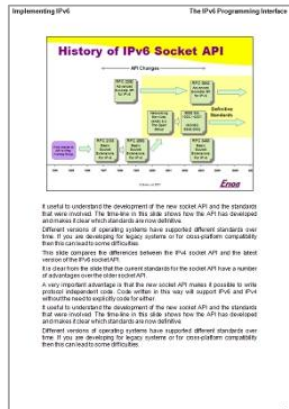 Implementing IPv6
The IPv6 Programming Interface
History of IPv6 Socket API
API Changes
Definitive
Standards
Erion
It useful to understand the development of the new socket API and the standards
that were involved. The time-line in this slide shows how the API has developed
and makes it clear which standards are now definitive.
Different versions of operating systems have supported different standards over
time. If you are developing for legacy systems or for cross-platform compatibility
then this can lead to some difficulties.
This slide compares the differences between the IPv4 socket API and the latest
version of the IPv6 socket API.
It is clear from the slide that the current standards for the socket API have a number
of advantages over the older socket API.
A very important advantage is that the new socket API makes it possible to write
protocol independent code. Code written in this way will support IPv6 and IPv4
without the need to explicitly code for either.
It useful to understand the development of the new socket API and the standards
that were involved. The time-line in this slide shows how the API has developed
and makes it clear which standards are now definitive.
Different versions of operating systems have supported different standards over
time. If you are developing for legacy systems or for cross-platform compatibility
then this can lead to some difficulties.